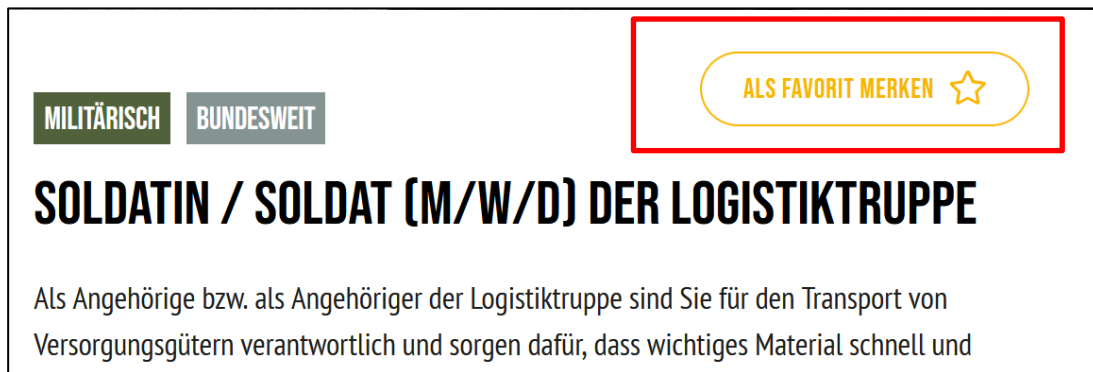 ALS FAVORIT MERKEN
MILITÄRISCH BUNDESWEIT
SOLDATIN / SOLDAT (M/W/D) DER LOGISTIKTRUPPE
Als Angehörige bzw. als Angehöriger der Logistiktruppe sind Sie für den Transport von
Versorgungsgütern verantwortlich und sorgen dafür, dass wichtiges Material schnell und